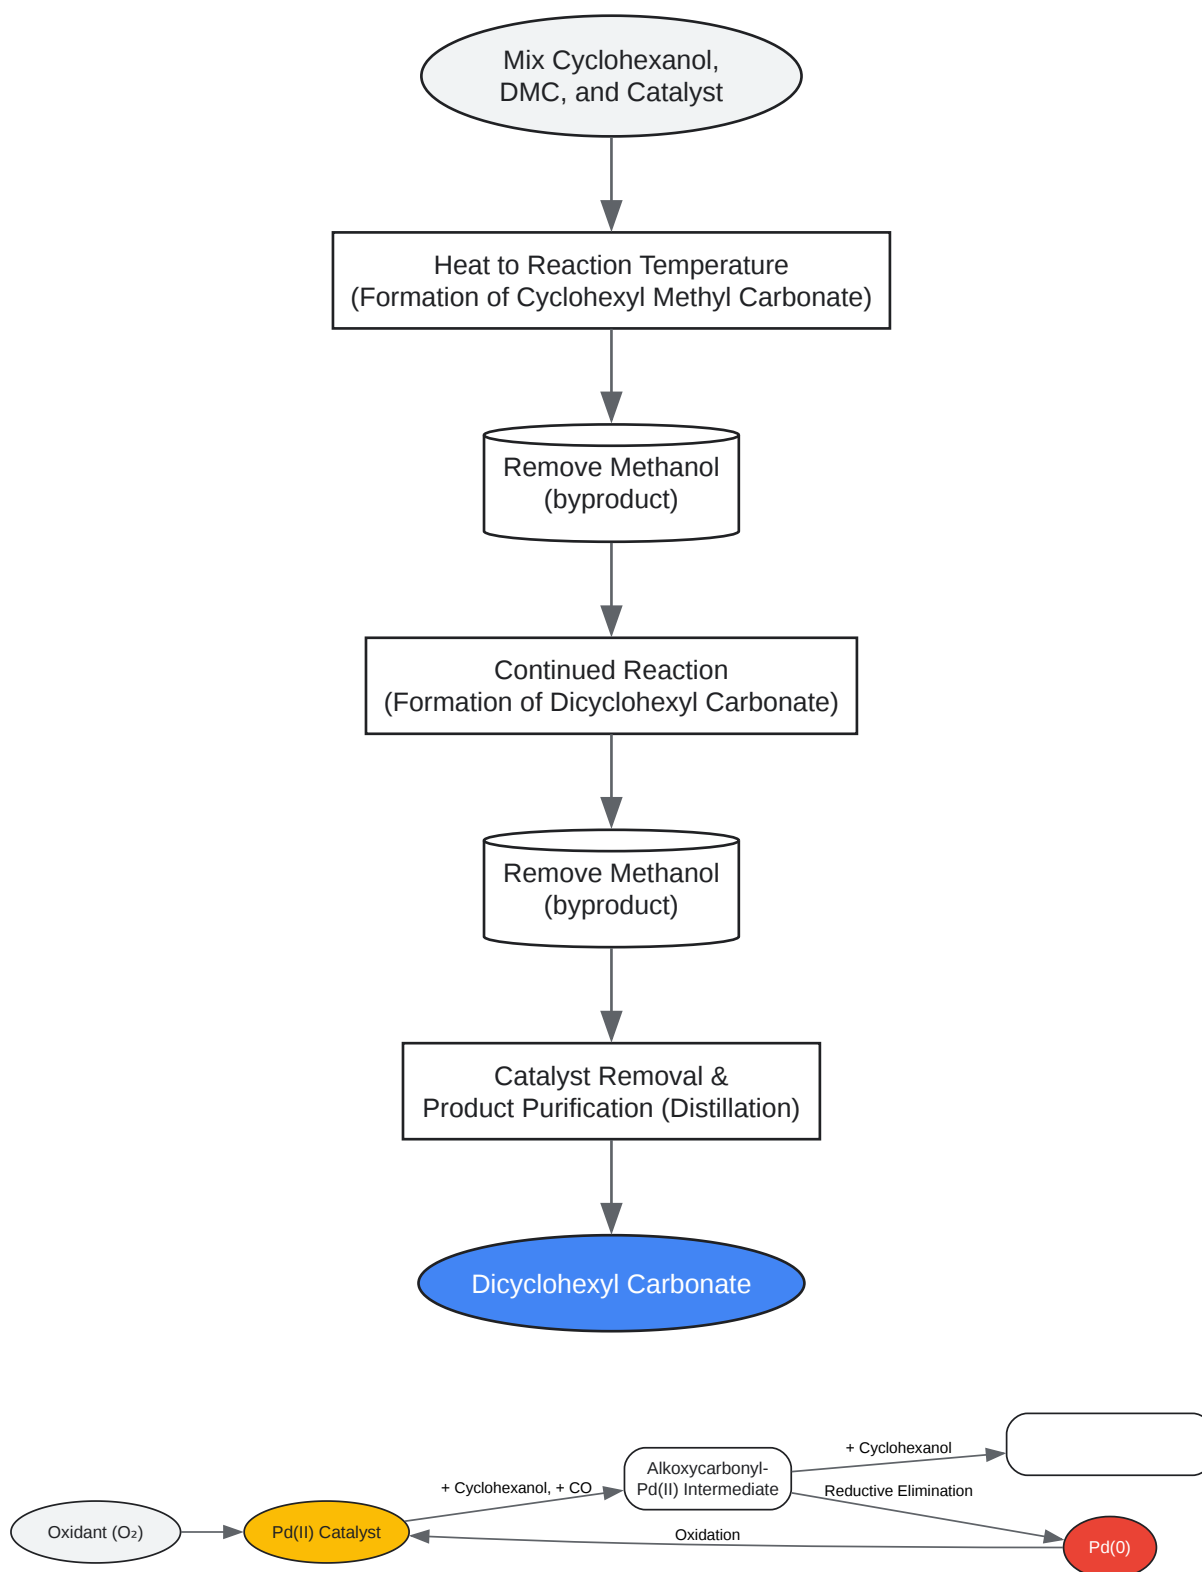 Mix Cyclohexanol,
DMC, and Catalyst
Heat to Reaction Temperature
(Formation of Cyclohexyl Methyl Carbonate)
Remove Methanol
(byproduct)
Continued Reaction
(Formation of Dicyclohexyl Carbonate)
Remove Methanol
(byproduct)
Catalyst Removal &
Product Purification (Distillation)
Dicyclohexyl Carbonate
+ Cyclohexanol
Alkoxycarbonyl-
Pd(II) Intermediate
+ Cyclohexanol, + CO
Reductive Elimination
Oxidant (O₂)
Pd(II) Catalyst
Oxidation
Pd(0)